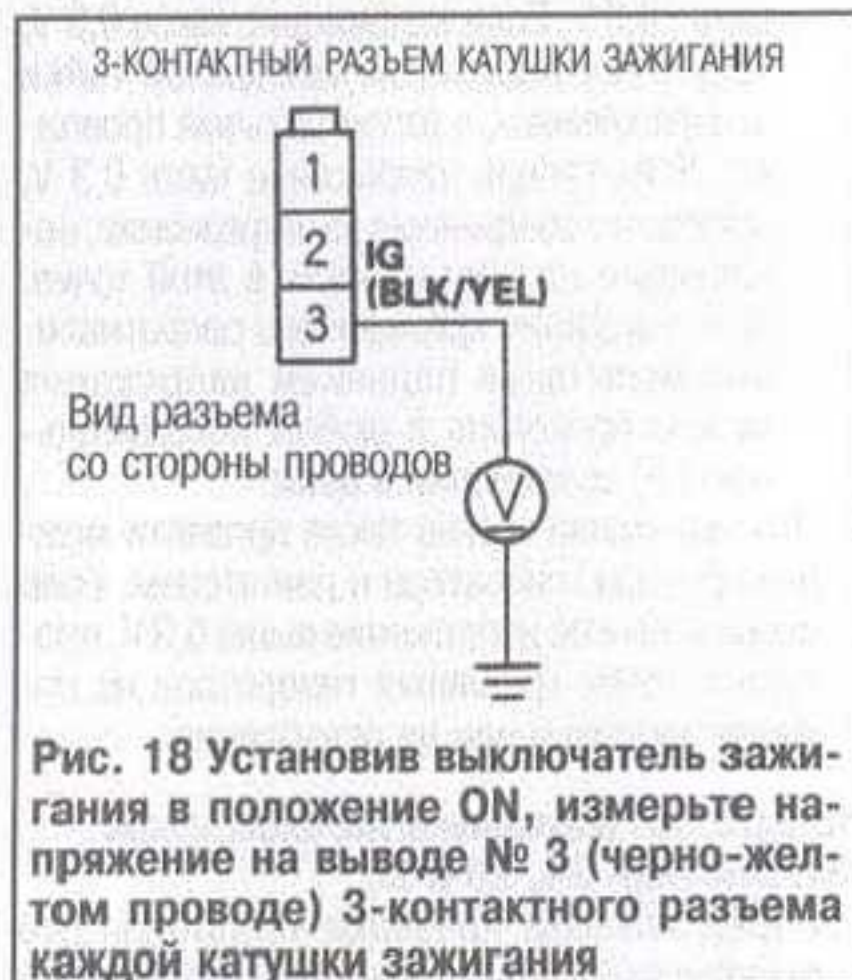 3-КОНТАКТНЫЙ РАЗЪЕМ КАТУШКИ ЗАЖИГАНИЯ
1
2
IG
(BLK/YEL)
3
Вид разъема
со стороны проводов
V
Рис. 18 Установив выключатель зажи-
гания в положение ON, измерьте на-
пряжение на выводе № 3 (черно-жел-
том проводе) 3-контактного разъема
каждой катушки зажигания